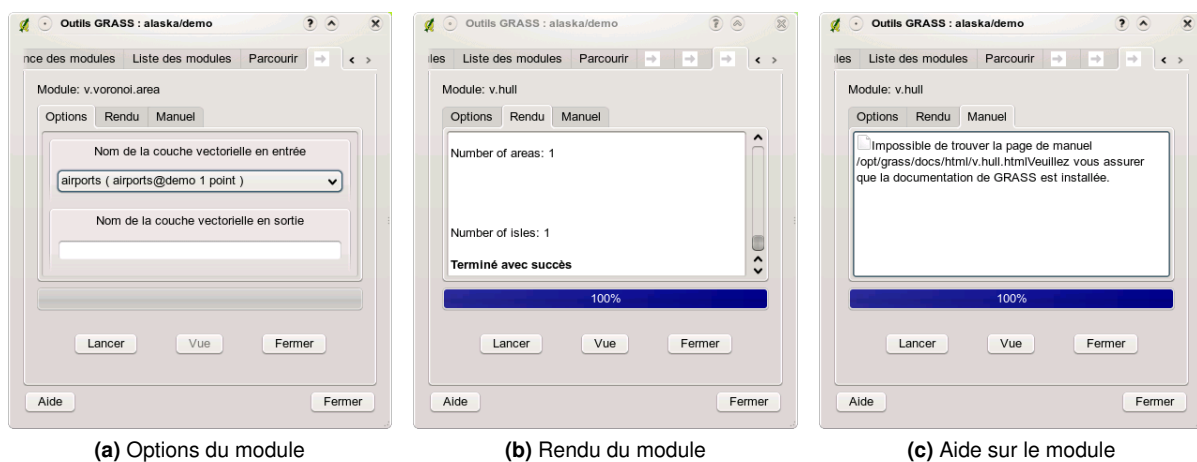 Outils GRASS : alaska/demo
nce des modules Liste des modules Parcourir
Module: v.voronoi.area
Options Rendu Manuel
Nom de la couche vectorielle en entrée
airports ( airports@demo 1 point )
Nom de la couche vectorielle en sortie
Lancer Vue Fermer
Aide Fermer
(a) Options du module
Outils GRASS : alaska/demo
les Liste des modules Parcourir
Module: v.hull
Options Rendu Manuel
Number of areas: 1
Number of isles: 1
Terminé avec succès
100%
Lancer Vue Fermer
Aide Fermer
(b) Rendu du module
Outils GRASS : alaska/demo
les Liste des modules Parcourir
Module: v.hull
Options Rendu Manuel
Impossible de trouver la page de manuel
/opt/grass/docs/html/v.hull.htmlVeuillez vous assurer
que la documentation de GRASS est installée.
100%
Lancer Vue Fermer
Aide Fermer
(c) Aide sur le module